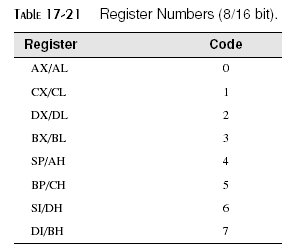 TABLE 17-21 Register Numbers (8/16 bit).
Register Code
AX/AL 0
CX/CL 1
DX/DL 2
BX/BL 3
SP/AH 4
BP/CH 5
SI/DH 6
DI/BH 7